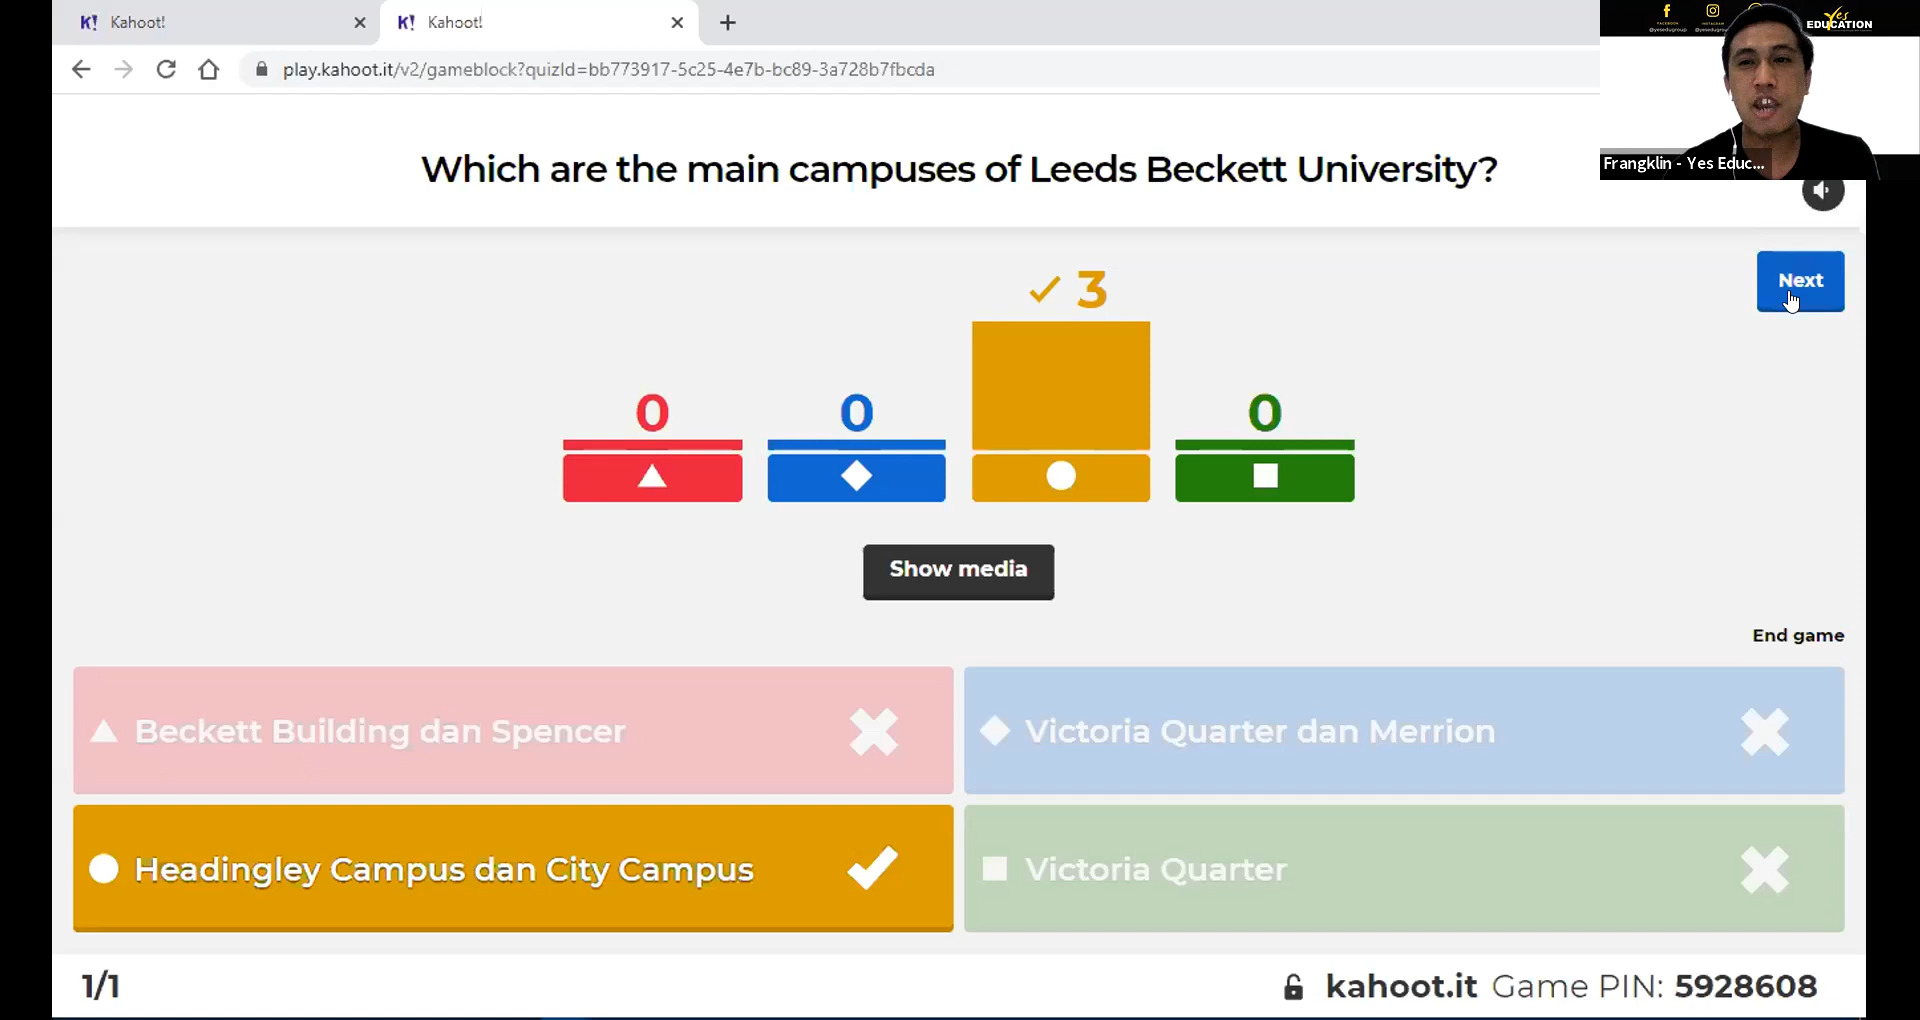 Kahoot!
Kahoot!
play.kahoot.it/v2/gameblock?quizId=bb773917-5c25-4e7b-bc89-3a728b7fbcda
FACEBOOK
@yesedugroup
Yes
EDUCATION
Frangklin - Yes Educ...
Which are the main campuses of Leeds Beckett University?
Next
3
0
0
0
Show media
End game
Beckett Building dan Spencer
Victoria Quarter dan Merrion
Headingley Campus dan City Campus
Victoria Quarter
1/1
kahoot.it Game PIN: 5928608